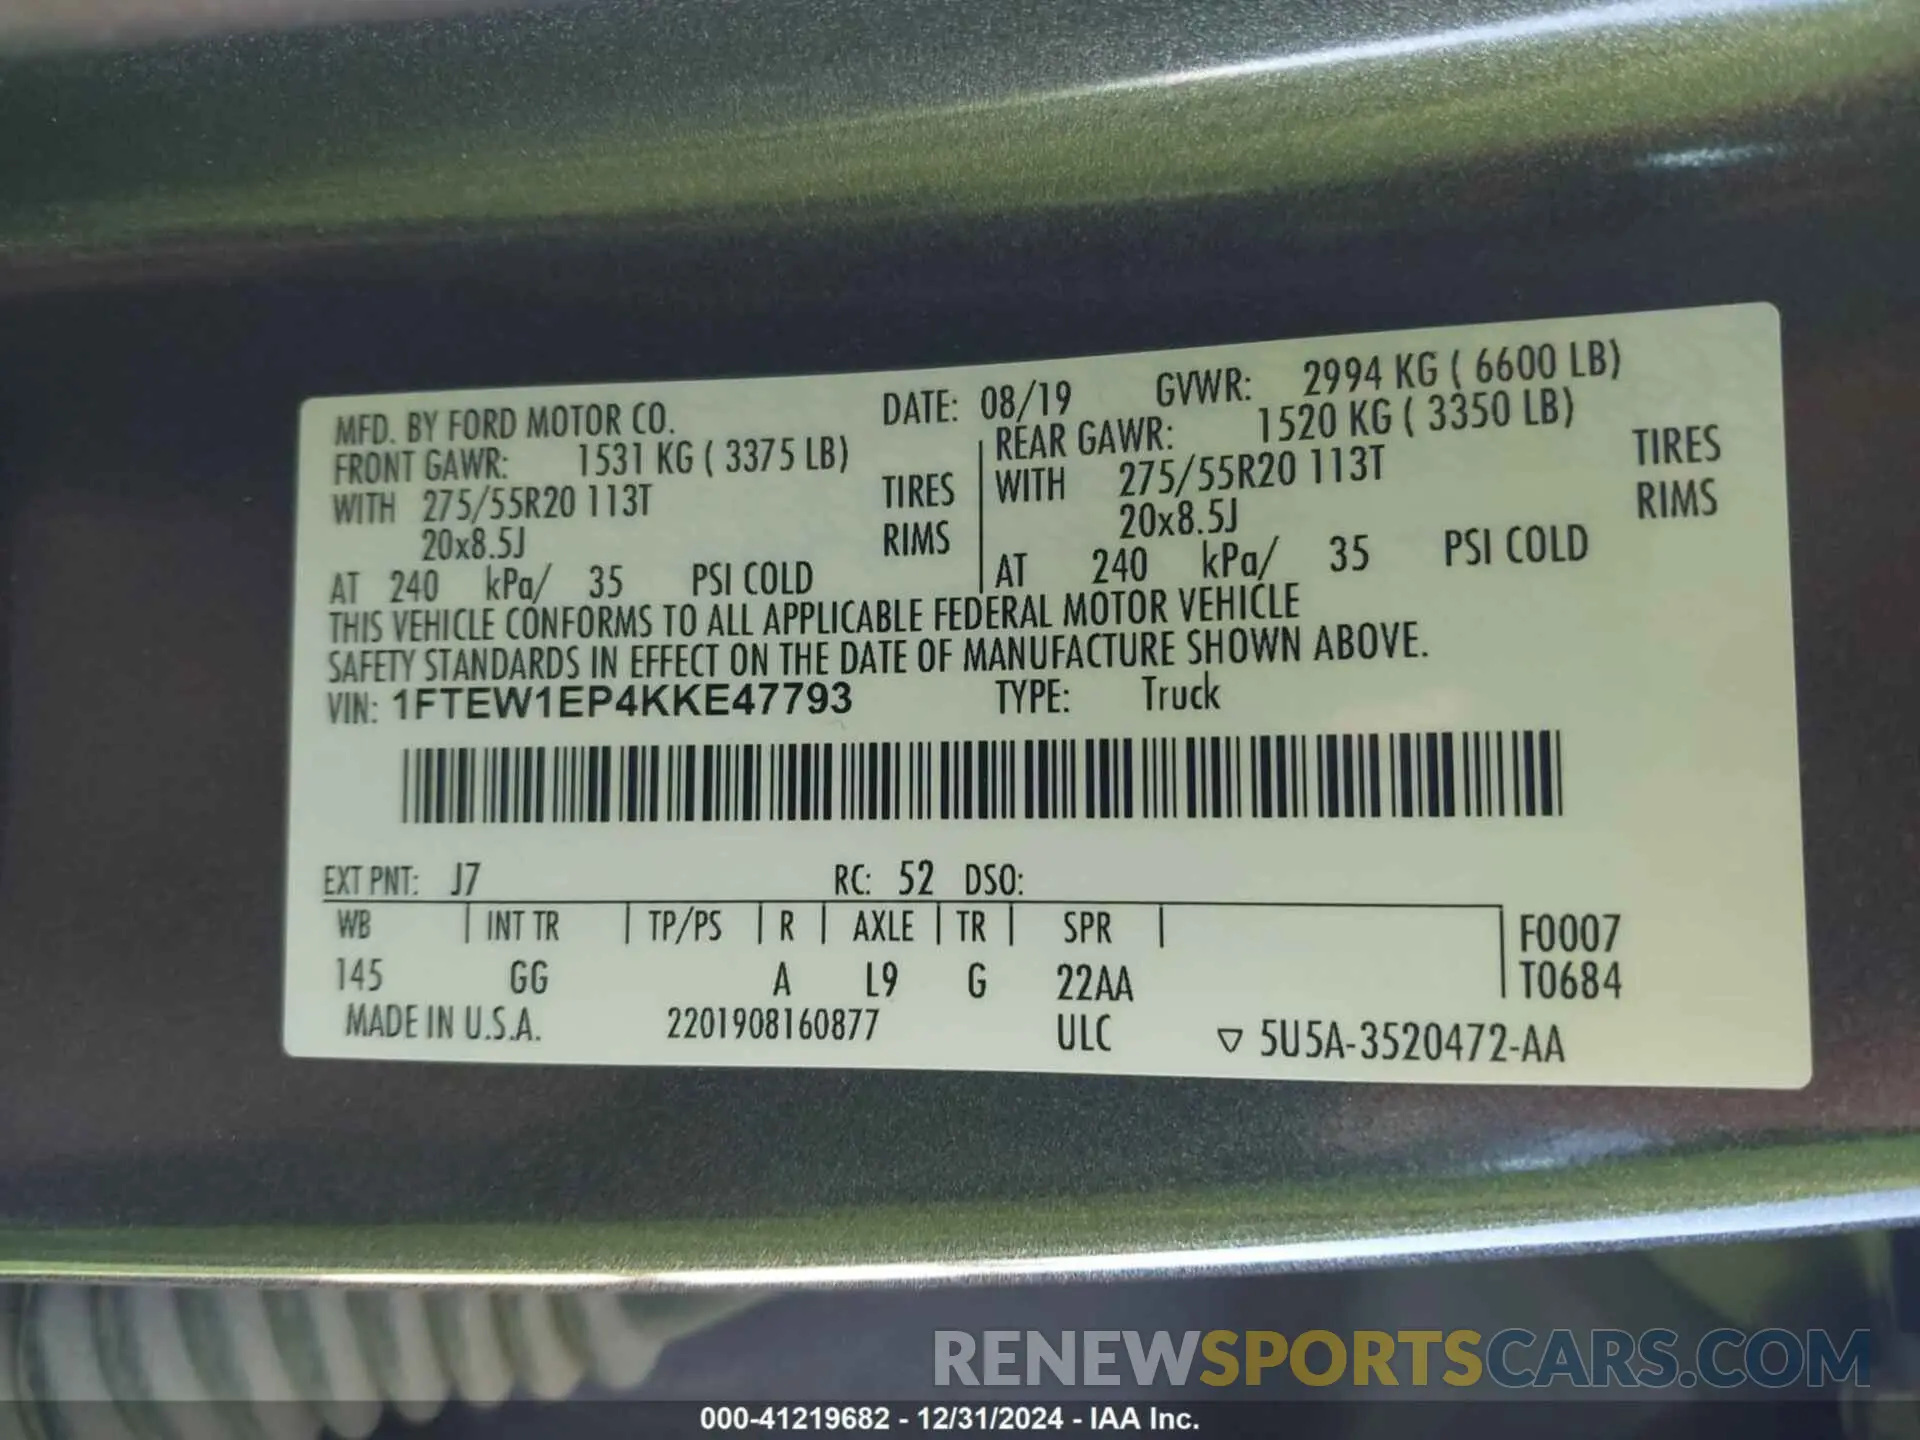 MFD. BY FORD MOTOR CO. DATE: 08/19 GVWR: 2994 KG ( 6600 LB)
FRONT GAWR: 1531 KG ( 3375 LB) REAR GAWR: 1520 KG ( 3350 LB)
WITH 275/55R20 113T TIRES WITH 275/55R20 113T TIRES
20x8.5J RIMS 20x8.5J RIMS
AT 240 kPa/ 35 PSI COLD AT 240 kPa/ 35 PSI COLD
THIS VEHICLE CONFORMS TO ALL APPLICABLE FEDERAL MOTOR VEHICLE
SAFETY STANDARDS IN EFFECT ON THE DATE OF MANUFACTURE SHOWN ABOVE.
VIN: 1FTEW1EP4KKE47793 TYPE: Truck
EXT PNT: J7 RC: 52 DSO:
WB INT TR TP/PS R AXLE TR SPR F0007
145 GG A L9 G 22AA T0684
MADE IN U.S.A. 2201908160877 ULC ▽ 5U5A-3520472-AA
RENEWSPORTSCARS.COM
000-41219682 - 12/31/2024 - IAA Inc.